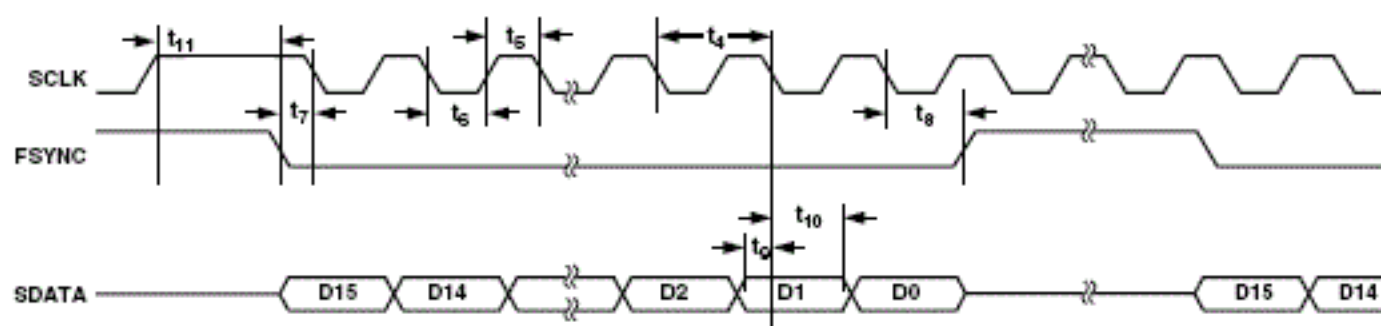 t11
t5
t4
SCLK
t7
t6
t8
FSYNC
t10
t9
SDATA
D15
D14
D2
D1
D0
D15
D14